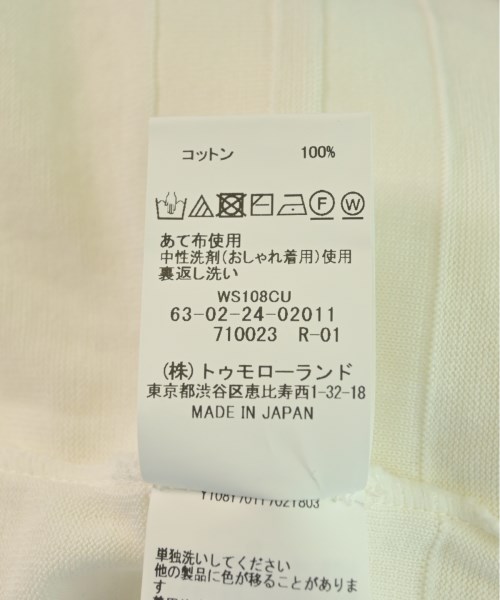 コットン 100%
F W
あて布使用
中性洗剤(おしゃれ着用)使用
裏返し洗い
WS108CU
63-02-24-02011
710023 R-01
(株)トゥモローランド
東京都渋谷区恵比寿西1-32-18
MADE IN JAPAN
単独洗いしてください
他の製品に色が移ることがありま
す